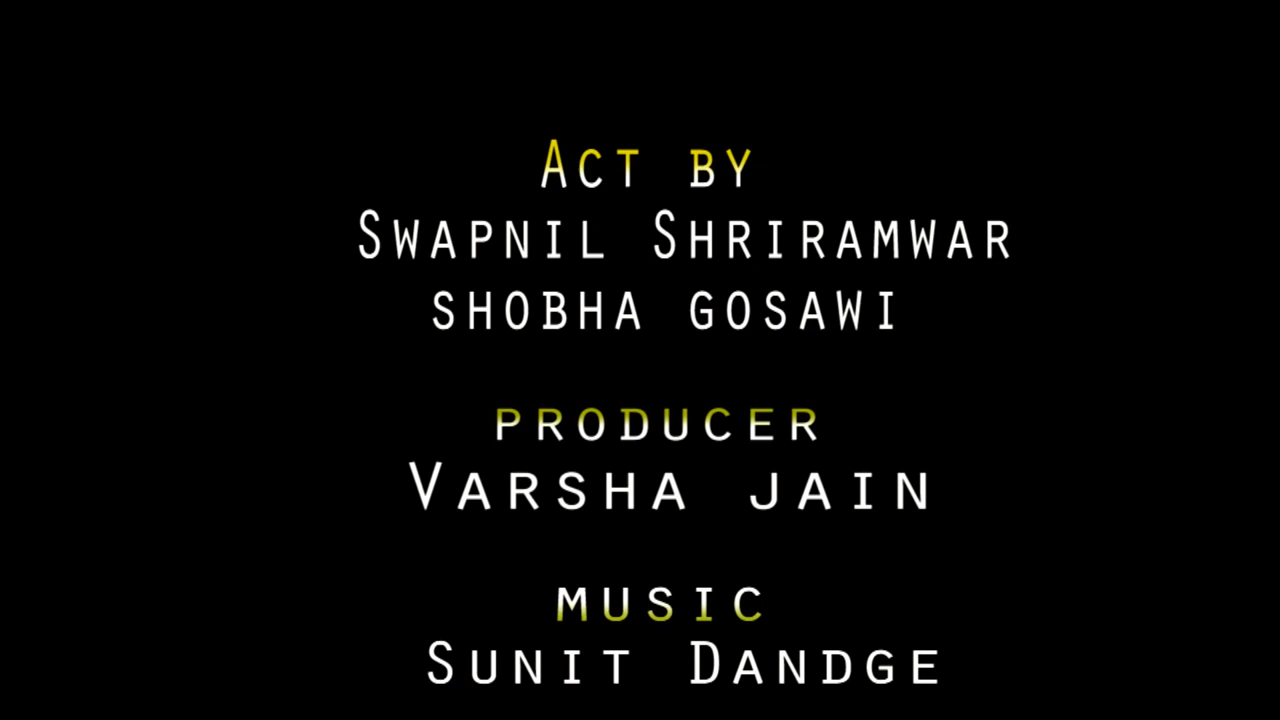 Act by
Swapnil Shriramwar
shobha gosawi
producer
Varsha jain
music
Sunit Dandge